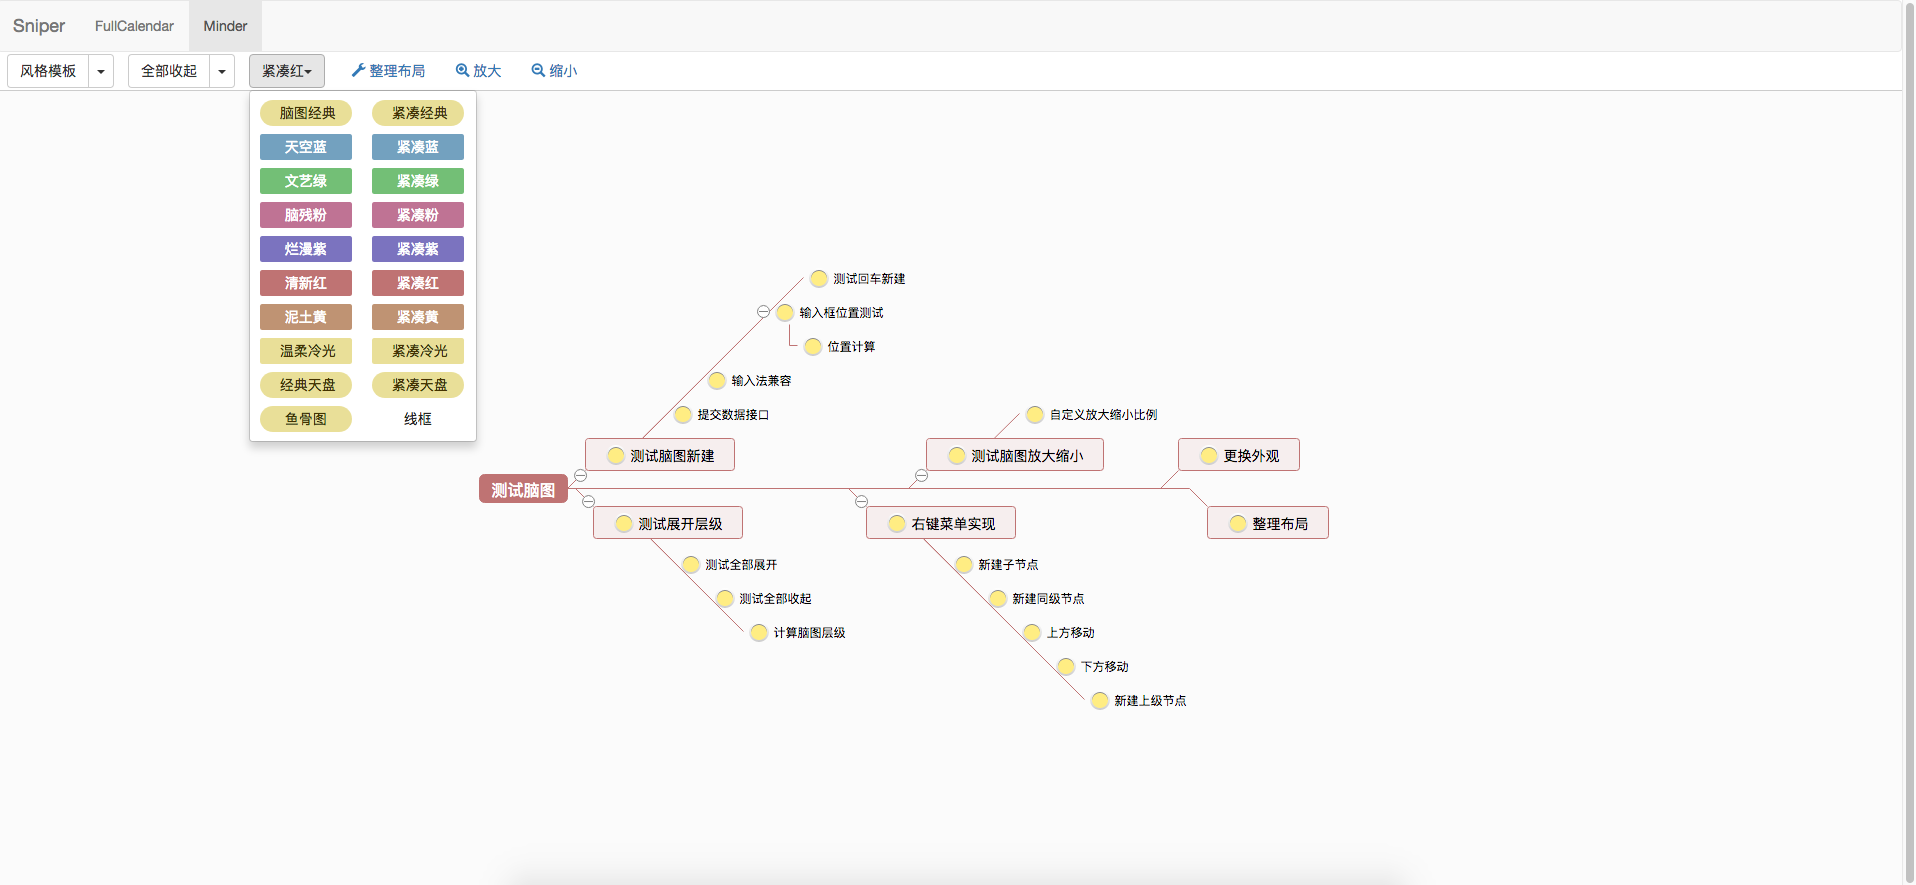 Sniper FullCalendar Minder
风格模板 全部收起 紧凑红 整理布局 放大 缩小
脑图经典 紧凑经典
天空蓝 紧凑蓝
文艺绿 紧凑绿
脑残粉 紧凑粉
烂漫紫 紧凑紫
清新红 紧凑红
泥土黄 紧凑黄
温柔冷光 紧凑冷光
经典天盘 紧凑天盘
鱼骨图 线框
测试回车新建
输入框位置测试
位置计算
输入法兼容
提交数据接口
自定义放大缩小比例
测试脑图新建 测试脑图放大缩小 更换外观
测试脑图
测试展开层级 右键菜单实现 整理布局
测试全部展开 新建子节点
测试全部收起 新建同级节点
计算脑图层级 上方移动
下方移动
新建上级节点